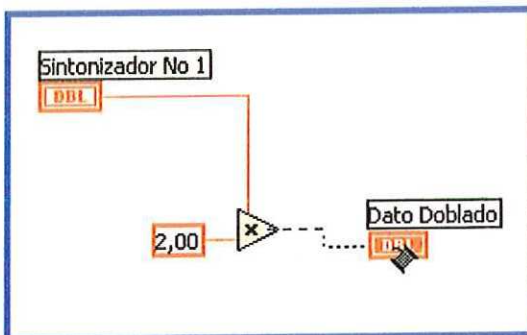 Sintonizador No 1
DBL
2,00
x
Dato Doblado
DBL